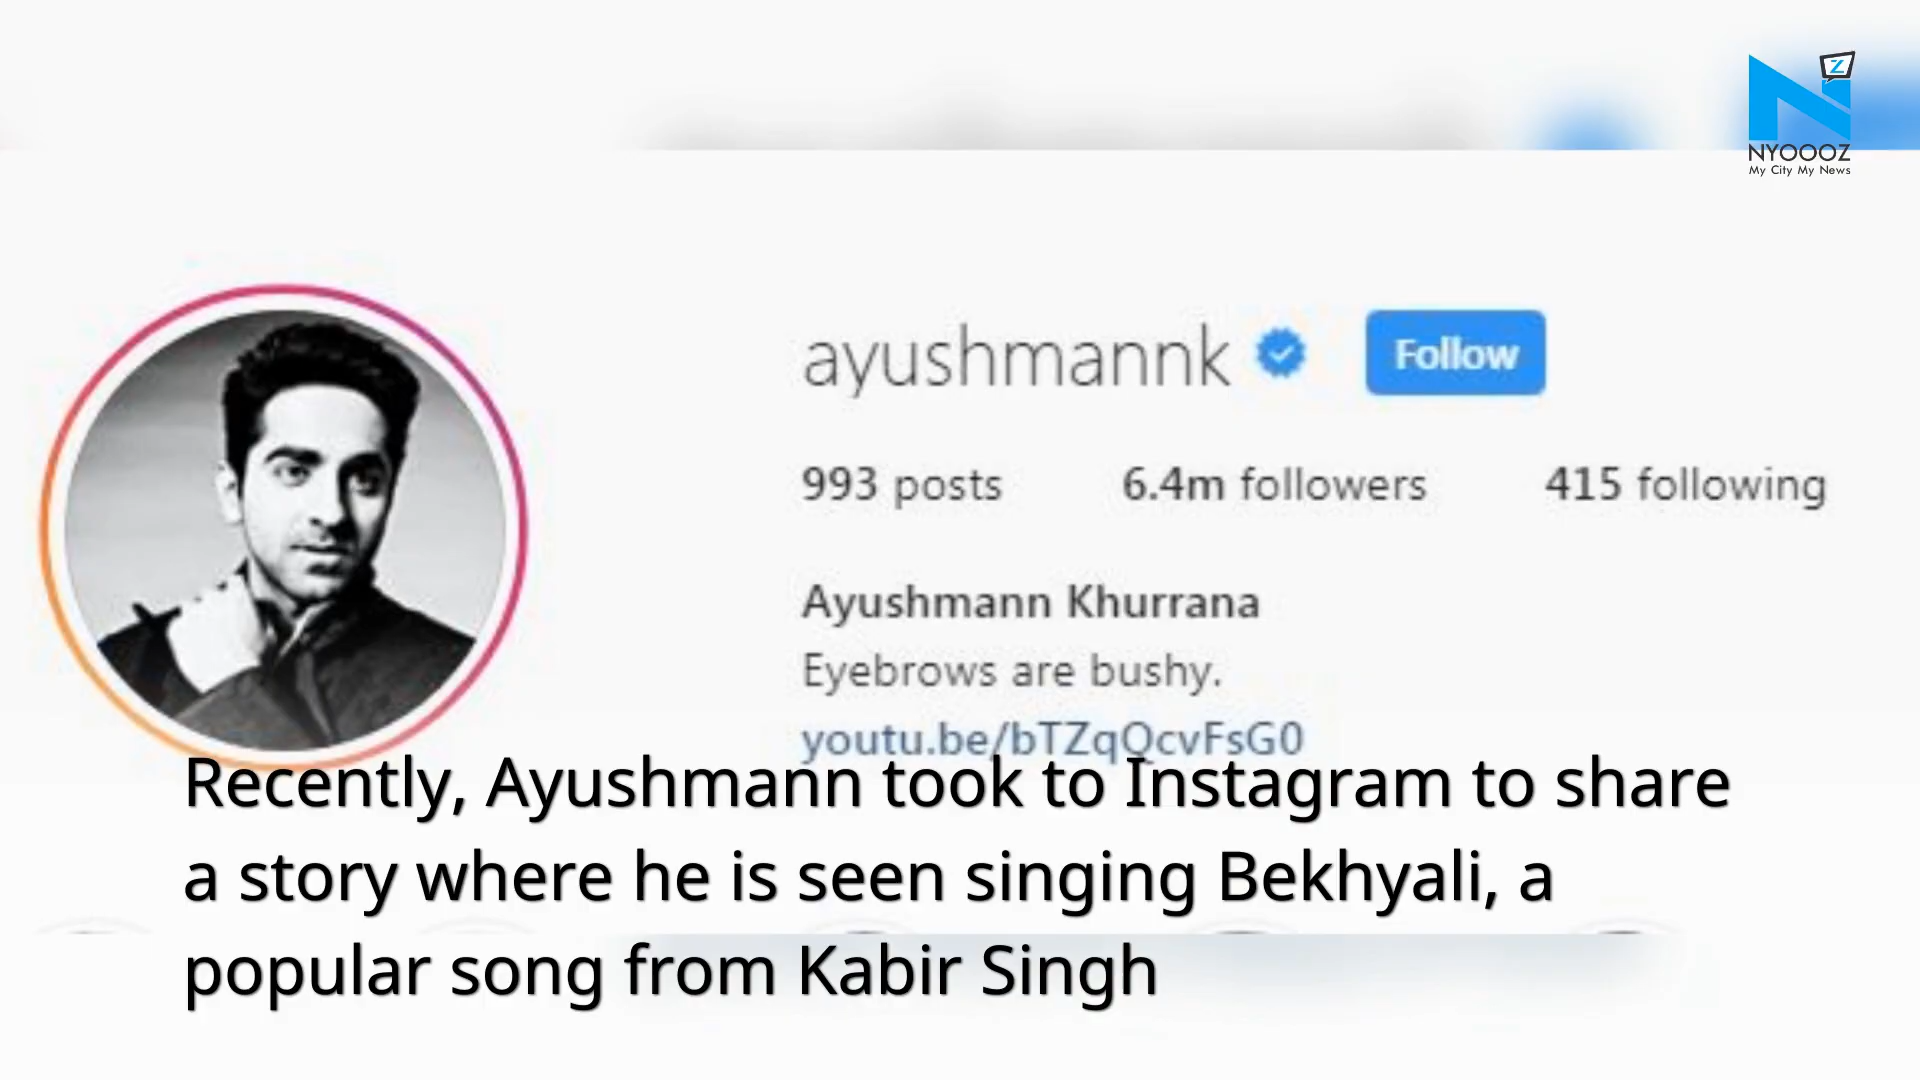 Z
NYOOOZ
My City My News
ayushmannk Follow
993 posts 6.4m followers 415 following
Ayushmann Khurrana
Eyebrows are bushy.
youtu.be/bTZqQcvFsG0
Recently, Ayushmann took to Instagram to share
a story where he is seen singing Bekhyali, a
popular song from Kabir Singh